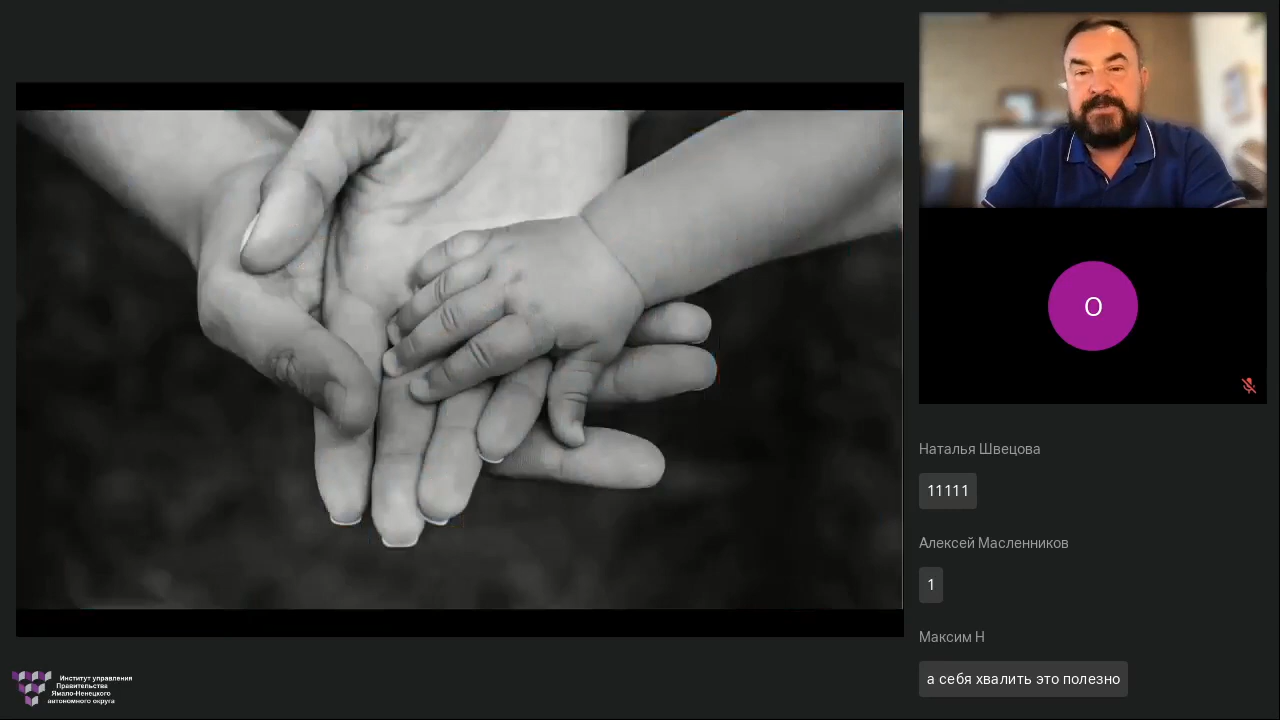 О
Наталья Швецова
11111
Алексей Масленников
1
Максим Н
а себя хвалить это полезно
Институт управления
Правительства
Ямало-Ненецкого
автономного округа